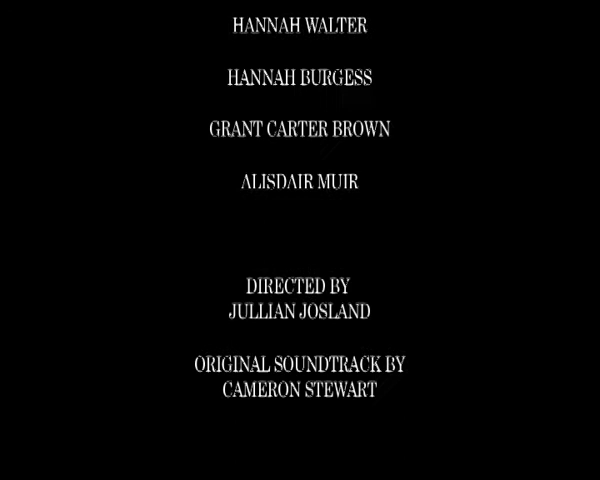 HANNAH WALTER
HANNAH BURGESS
GRANT CARTER BROWN
ALISDAIR MUIR
DIRECTED BY
JULLIAN JOSLAND
ORIGINAL SOUNDTRACK BY
CAMERON STEWART